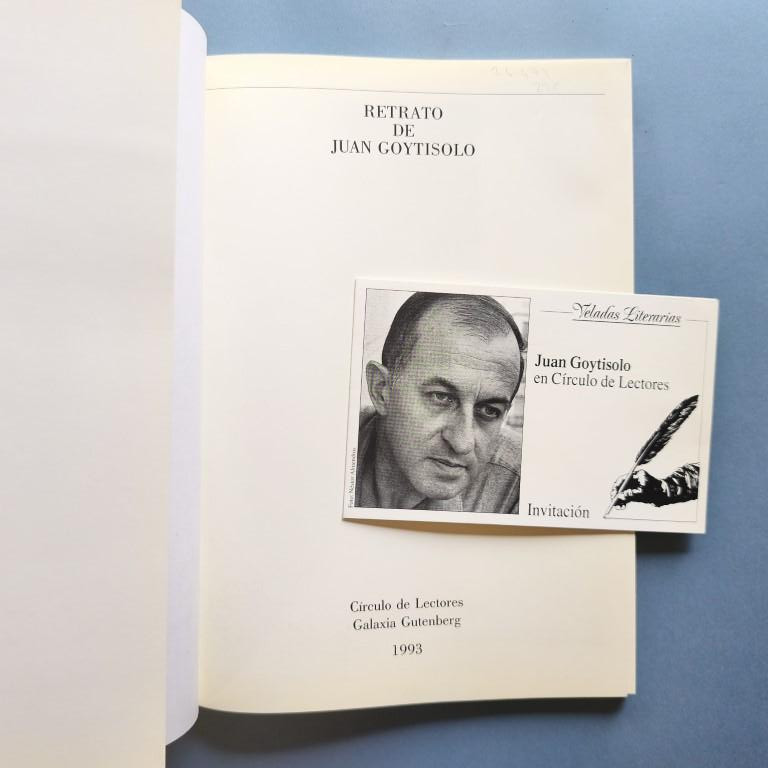 RETRATO
DE
JUAN GOYTISOLO
Veladas Literarias
Juan Goytisolo
en Círculo de Lectores
Invitación
Círculo de Lectores
Galaxia Gutenberg
1993